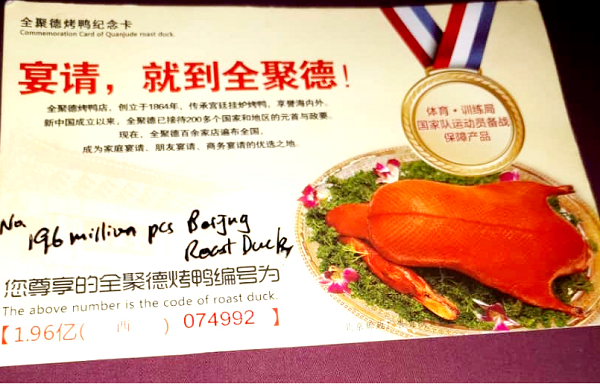 全聚德烤鸭纪念卡
Commemoration Card of Quanjude roast duck.
宴请，就到全聚德！
全聚德烤鸭店，创立于1864年，传承宫廷挂炉烤鸭，享誉海内外。
新中国成立以来，全聚德已接待200多个国家和地区的元首与政要。
现在，全聚德百余家店遍布全国，
成为家庭宴请、朋友宴请、商务宴请的优选之地。
体育·训练局
国家队运动员备战
保障产品
No 196 million pcs Beijing
Roast Duck
您尊享的全聚德烤鸭编号为
The above number is the code of roast duck.
【 1.96亿( 西 ) 074992 】